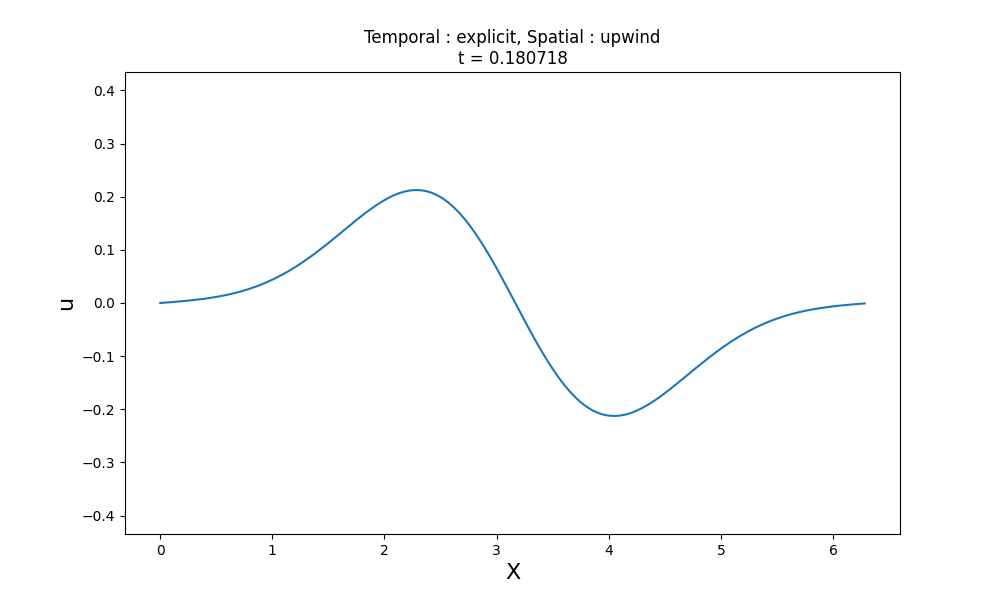 Temporal : explicit, Spatial : upwind
t = 0.180718
0.4
0.3
0.2
0.1
0.0
−0.1
−0.2
−0.3
−0.4
u
0 1 2 3 4 5 6
X